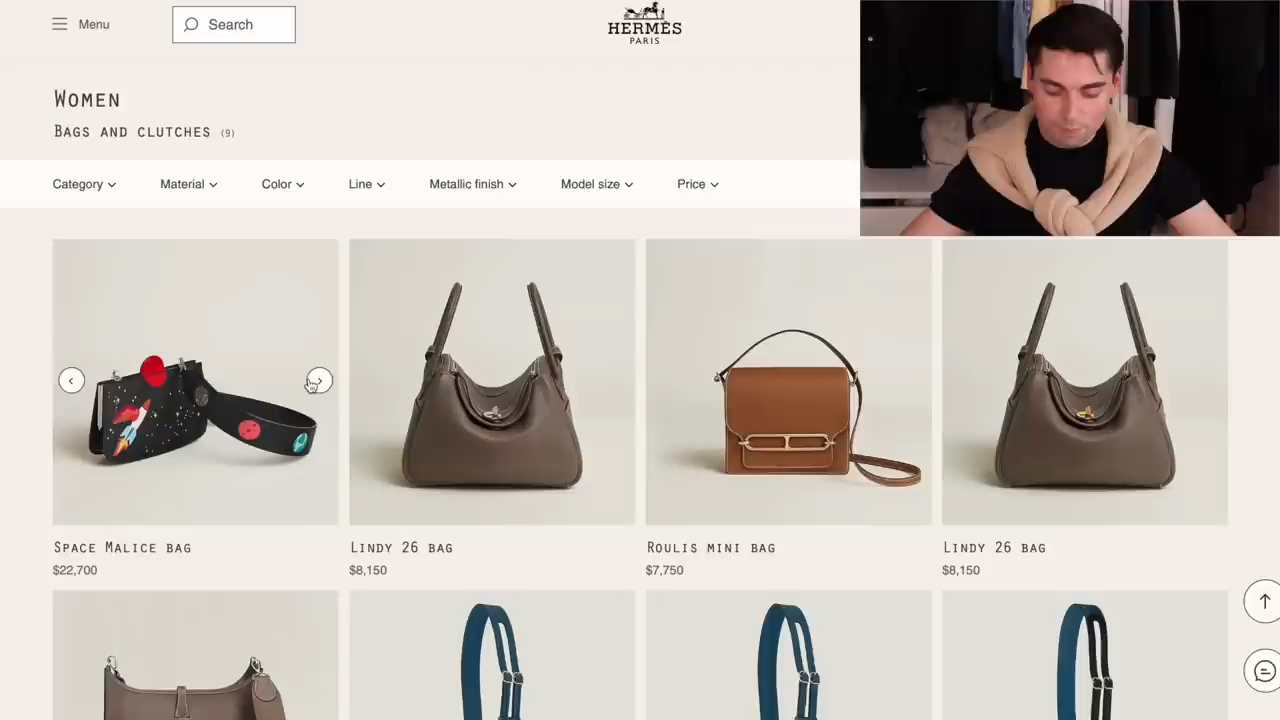 Menu
Search
HERMÈS
PARIS
WOMEN
BAGS AND CLUTCHES (9)
Category
Material
Color
Line
Metallic finish
Model size
Price
SPACE MALICE BAG
$22,700
LINDY 26 BAG
$8,150
ROULIS MINI BAG
$7,750
LINDY 26 BAG
$8,150